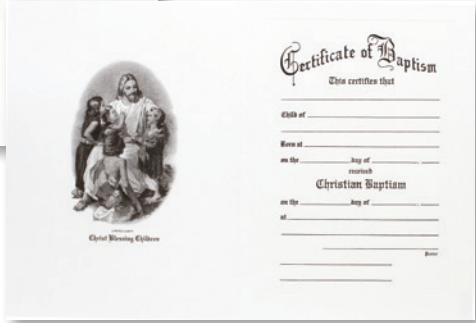 Christ Blessing Children
Certificate of Baptism
This certifies that
Child of
Born at
on the day of
received
Christian Baptism
on the day of
at
Pastor